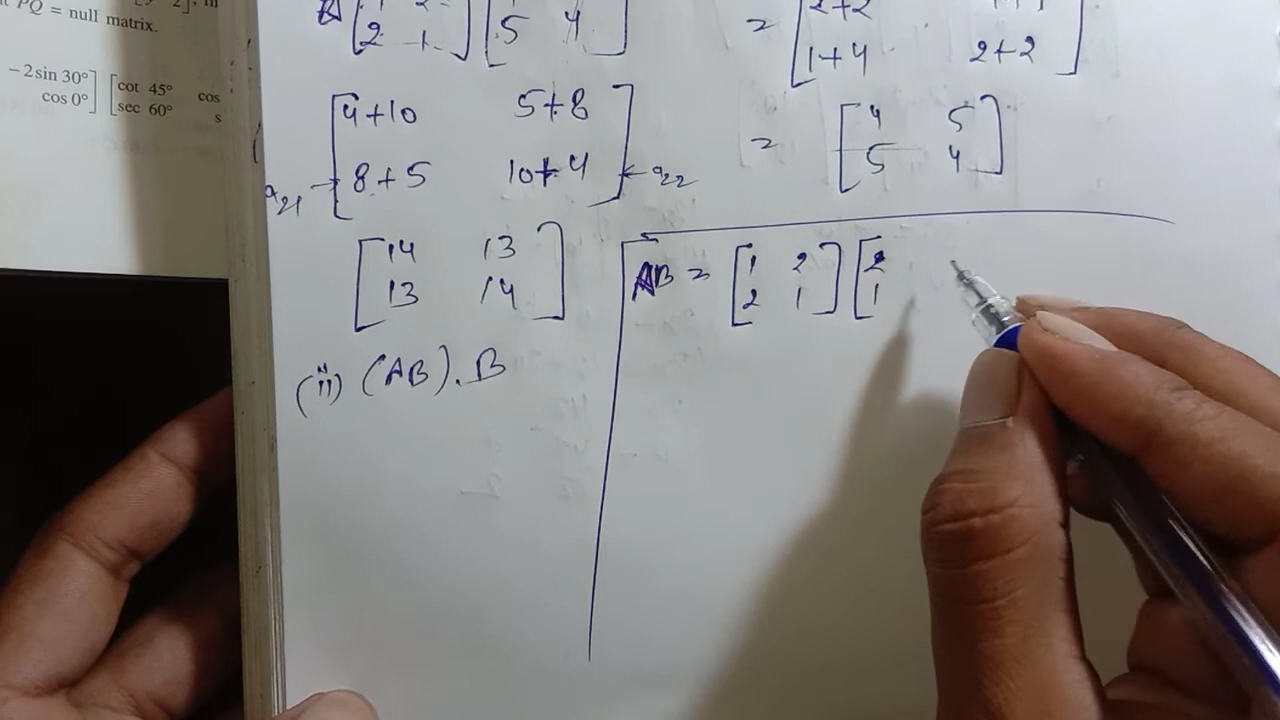 PQ = null matrix.
−2 sin 30°] [cot 45° cos
cos 0°] [sec 60° s
[2 1] [5 4]
= [2+2
1+4 2+2]
[4+10 5+8
a21 → 8+5 10+4] ← a22
= [4 5
5 4]
[14 13
13 14]
AB = [1 2 [2
2 1] 1
(ii) (AB). B